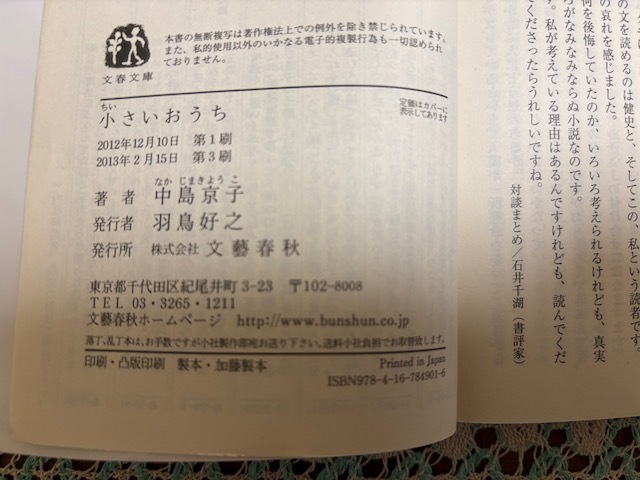 本書の無断複写は著作権法上での例外を除き禁じられています。
また、私的使用以外のいかなる電子的複製行為も一切認められ
ておりません。
文春文庫
ちい
小さいおうち
定価はカバーに
表示してあります
2012年12月10日 第1刷
2013年2月15日 第3刷
なか じまきょう こ
著 者 中島京子
発行者 羽鳥好之
発行所 株式会社 文藝春秋
東京都千代田区紀尾井町3-23 〒102-8008
TEL 03・3265・1211
文藝春秋ホームページ http://www.bunshun.co.jp
落丁、乱丁本は、お手数ですが小社製作部宛お送り下さい。送料小社負担でお取替致します。
印刷・凸版印刷 製本・加藤製本
Printed in Japan
ISBN978-4-16-784901-6
の文を読めるのは健史と、そしてこの、私という読者です。
の哀れを感じました。
何を後悔していたのか、いろいろ考えられるけれども、真実
がなみなみならぬ小説なのです。
す。私が考えている理由はあるんですけれども、読んでくだ
くださったらうれしいですね。
対談まとめ／石井千湖（書評家）